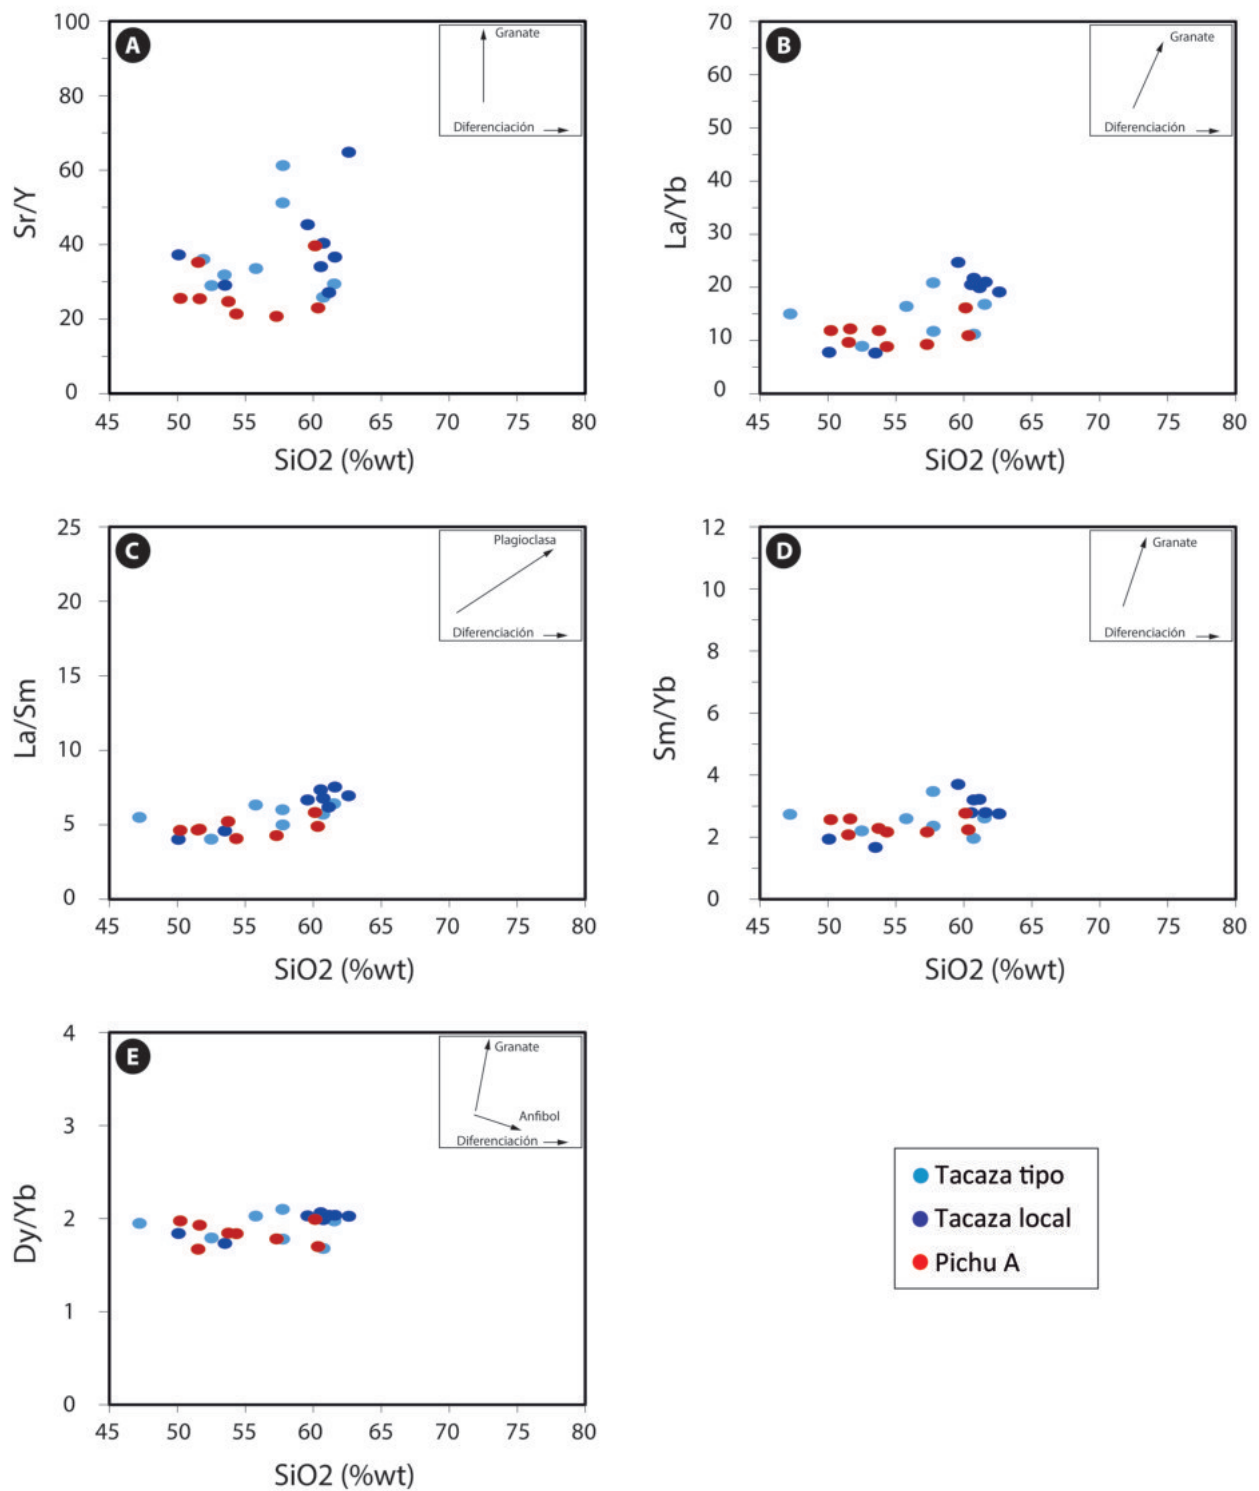 A
100
80
60
40
20
0
Sr/Y
45 50 55 60 65 70 75 80
SiO2 (%wt)
Granate
Diferenciación
B
70
60
50
40
30
20
10
0
La/Yb
45 50 55 60 65 70 75 80
SiO2 (%wt)
Granate
Diferenciación
C
25
20
15
10
5
0
La/Sm
45 50 55 60 65 70 75 80
SiO2 (%wt)
Plagioclasa
Diferenciación
D
12
10
8
6
4
2
0
Sm/Yb
45 50 55 60 65 70 75 80
SiO2 (%wt)
Granate
Diferenciación
E
4
3
2
1
0
Dy/Yb
45 50 55 60 65 70 75 80
SiO2 (%wt)
Granate
Anfibol
Diferenciación
Tacaza tipo
Tacaza local
Pichu A